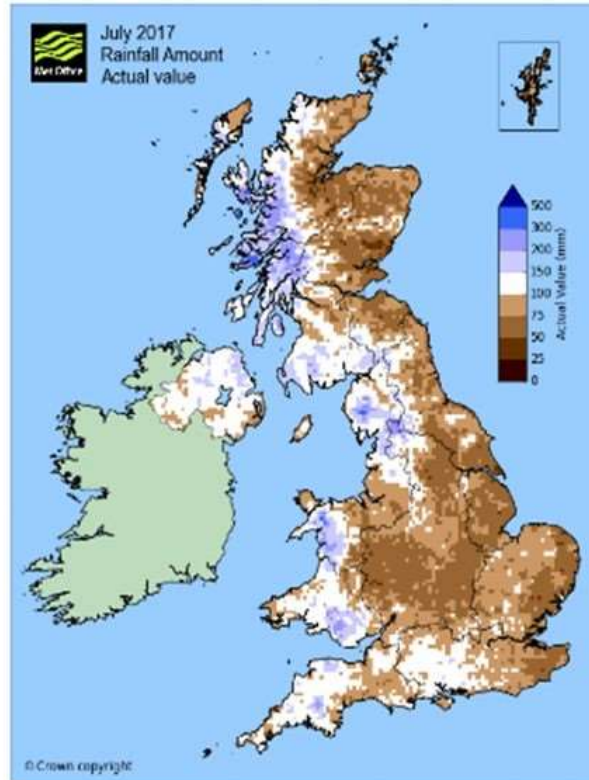 Met Office
July 2017
Rainfall Amount
Actual value
500
300
200
150
100
75
50
25
0
Actual Value (mm)
© Crown copyright